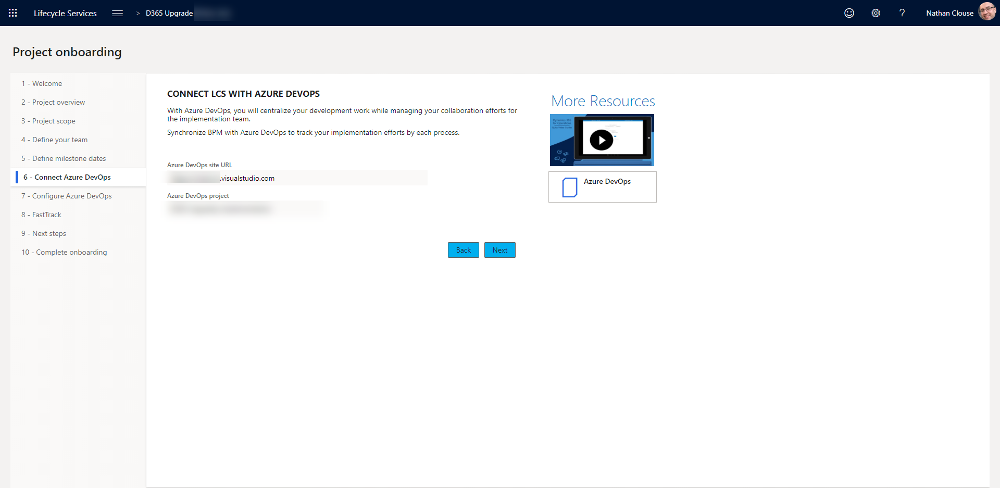 Lifecycle Services
> D365 Upgrade
?
Nathan Clouse
Project onboarding
1 - Welcome
2 - Project overview
3 - Project scope
4 - Define your team
5 - Define milestone dates
6 - Connect Azure DevOps
7 - Configure Azure DevOps
8 - FastTrack
9 - Next steps
10 - Complete onboarding
CONNECT LCS WITH AZURE DEVOPS
With Azure DevOps, you will centralize your development work while managing your collaboration efforts for
the implementation team.
Synchronize BPM with Azure DevOps to track your implementation efforts by each process.
Azure DevOps site URL
.visualstudio.com
Azure DevOps project
Back
Next
More Resources
Dynamics 365
for Operations
Azure DevOps